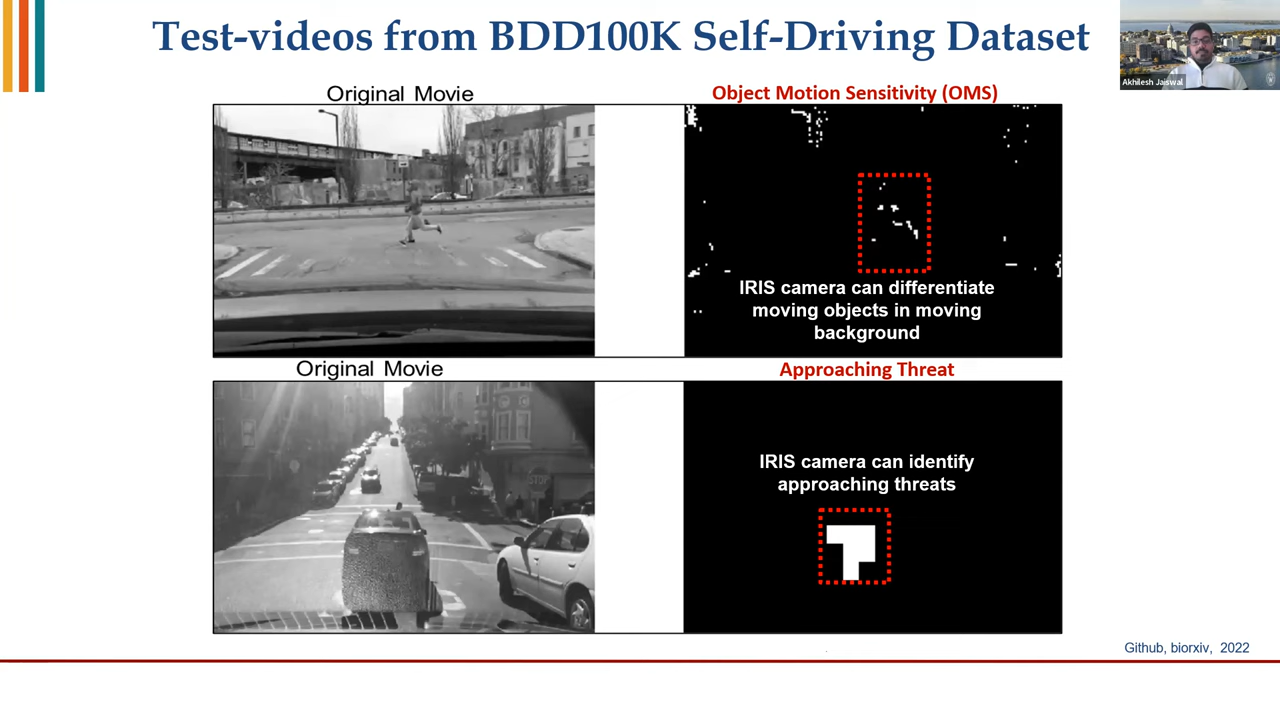 Test-videos from BDD100K Self-Driving Dataset
Akhilesh Jaiswal
Original Movie
Object Motion Sensitivity (OMS)
IRIS camera can differentiate
moving objects in moving
background
Original Movie
Approaching Threat
STOP
IRIS camera can identify
approaching threats
Github, biorxiv, 2022